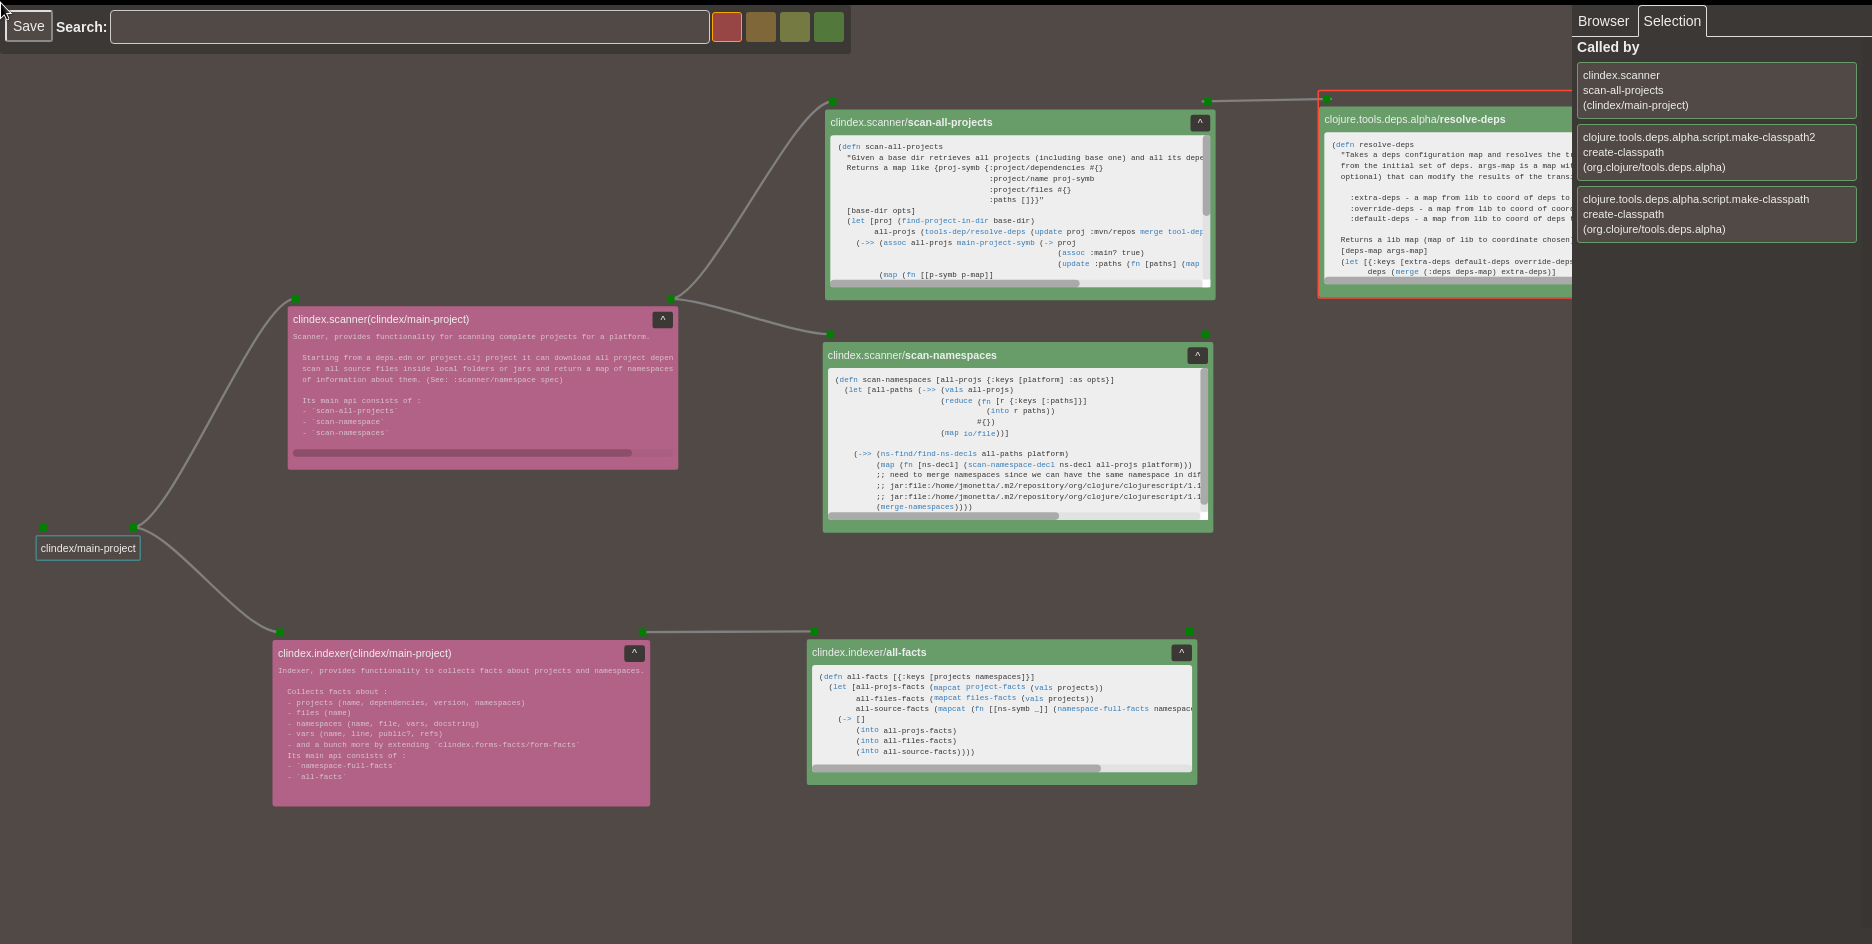 Save Search:
Browser Selection
Called by
clindex.scanner
scan-all-projects
(clindex/main-project)
clojure.tools.deps.alpha.script.make-classpath2
create-classpath
(org.clojure/tools.deps.alpha)
clojure.tools.deps.alpha.script.make-classpath
create-classpath
(org.clojure/tools.deps.alpha)
clindex.scanner/scan-all-projects ^
(defn scan-all-projects
"Given a base dir retrieves all projects (including base one) and all its depe
Returns a map like {proj-symb {:project/dependencies #{}
:project/name proj-symb
:project/files #{}
:paths []}}"
[base-dir opts]
(let [proj (find-project-in-dir base-dir)
all-projs (tools-dep/resolve-deps (update proj :mvn/repos merge tool-dep
(->> (assoc all-projs main-project-symb (-> proj
(assoc :main? true)
(update :paths (fn [paths] (map
(map (fn [[p-symb p-map]]
clojure.tools.deps.alpha/resolve-deps
(defn resolve-deps
"Takes a deps configuration map and resolves the tr
from the initial set of deps. args-map is a map wit
optional) that can modify the results of the transi
:extra-deps - a map from lib to coord of deps to
:override-deps - a map from lib to coord of coor
:default-deps - a map from lib to coord of deps
Returns a lib map (map of lib to coordinate chosen)
[deps-map args-map]
(let [{:keys [extra-deps default-deps override-deps
deps (merge (:deps deps-map) extra-deps)]
clindex.scanner(clindex/main-project) ^
Scanner, provides functionality for scanning complete projects for a platform.
Starting from a deps.edn or project.clj project it can download all project depen
scan all source files inside local folders or jars and return a map of namespaces
of information about them. (See: :scanner/namespace spec)
Its main api consists of :
- `scan-all-projects`
- `scan-namespace`
- `scan-namespaces`
clindex.scanner/scan-namespaces ^
(defn scan-namespaces [all-projs {:keys [platform] :as opts}]
(let [all-paths (->> (vals all-projs)
(reduce (fn [r {:keys [:paths]}]
(into r paths))
#{})
(map io/file))]
(->> (ns-find/find-ns-decls all-paths platform)
(map (fn [ns-decl] (scan-namespace-decl ns-decl all-projs platform)))
;; need to merge namespaces since we can have the same namespace in dif
;; jar:file:/home/jmonetta/.m2/repository/org/clojure/clojurescript/1.1
;; jar:file:/home/jmonetta/.m2/repository/org/clojure/clojurescript/1.1
(merge-namespaces))))
clindex/main-project
clindex.indexer(clindex/main-project) ^
Indexer, provides functionality to collects facts about projects and namespaces.
Collects facts about :
- projects (name, dependencies, version, namespaces)
- files (name)
- namespaces (name, file, vars, docstring)
- vars (name, line, public?, refs)
- and a bunch more by extending `clindex.forms-facts/form-facts`
Its main api consists of :
- `namespace-full-facts`
- `all-facts`
clindex.indexer/all-facts ^
(defn all-facts [{:keys [projects namespaces]}]
(let [all-projs-facts (mapcat project-facts (vals projects))
all-files-facts (mapcat files-facts (vals projects))
all-source-facts (mapcat (fn [[ns-symb _]] (namespace-full-facts namespace
(-> []
(into all-projs-facts)
(into all-files-facts)
(into all-source-facts))))